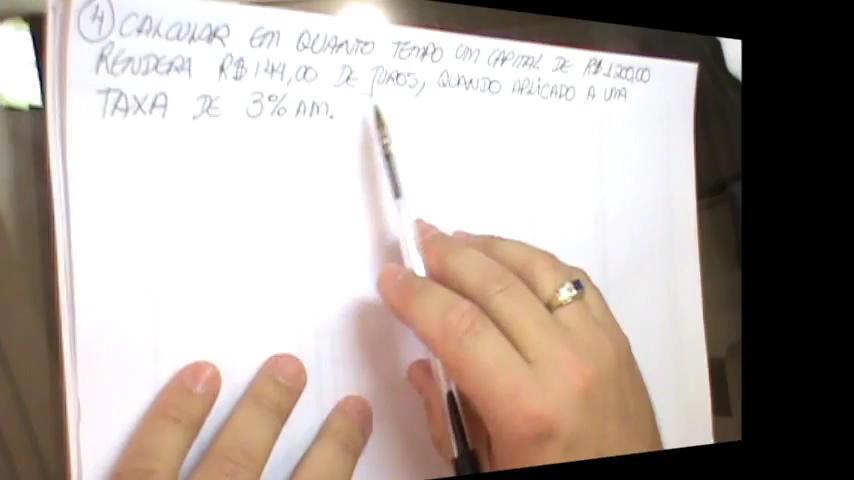 4 CALCULAR EM QUANTO TEMPO UM CAPITAL DE R$1200,00
RENDERA R$144,00 DE JUROS, QUANDO APLICADO A UMA
TAXA DE 3% AM.